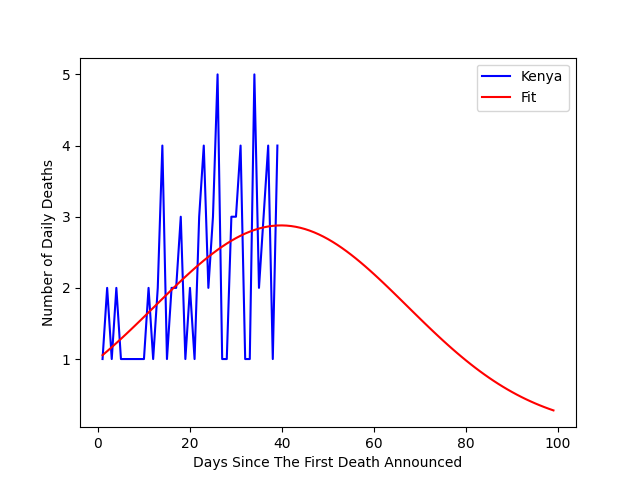 Kenya
Fit
Number of Daily Deaths
5
4
3
2
1
0 20 40 60 80 100
Days Since The First Death Announced